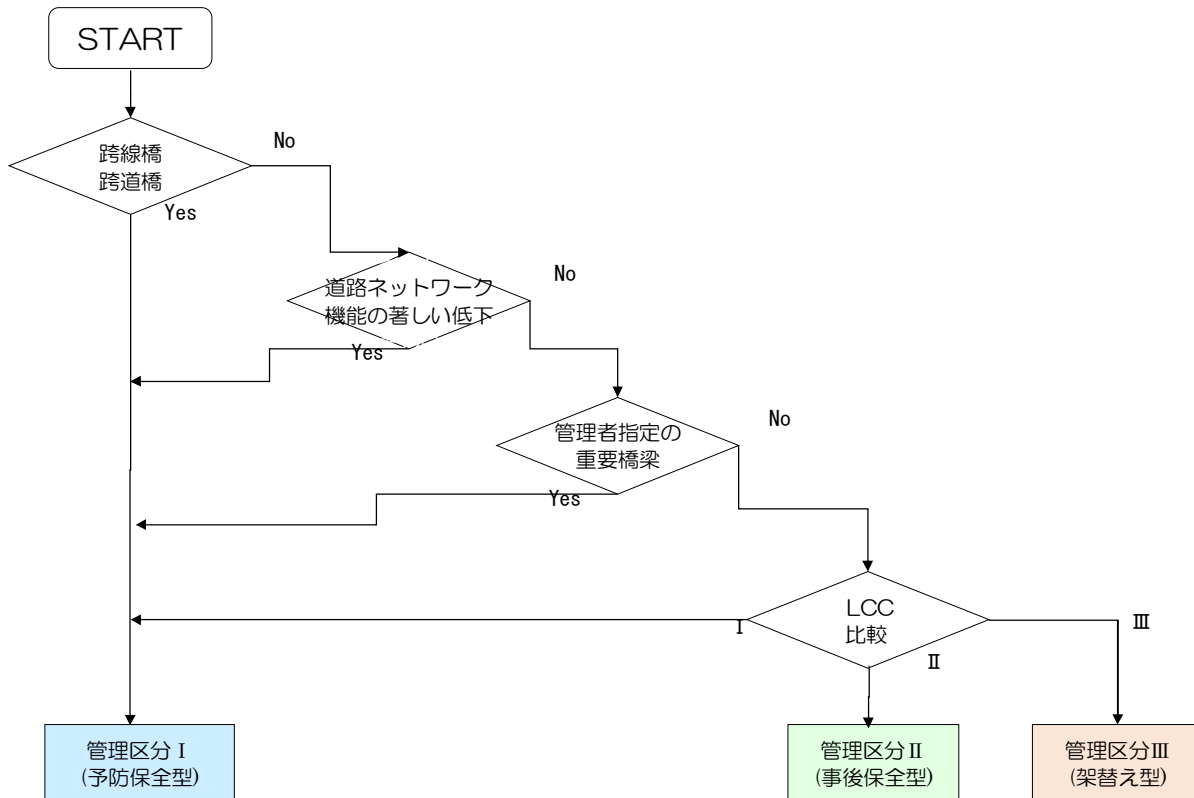 START
跨線橋
跨道橋
No
Yes
道路ネットワーク
機能の著しい低下
No
Yes
管理者指定の
重要橋梁
No
Yes
LCC
比較
Ⅰ
Ⅱ
Ⅲ
管理区分Ⅰ
(予防保全型)
管理区分Ⅱ
(事後保全型)
管理区分Ⅲ
(架替え型)